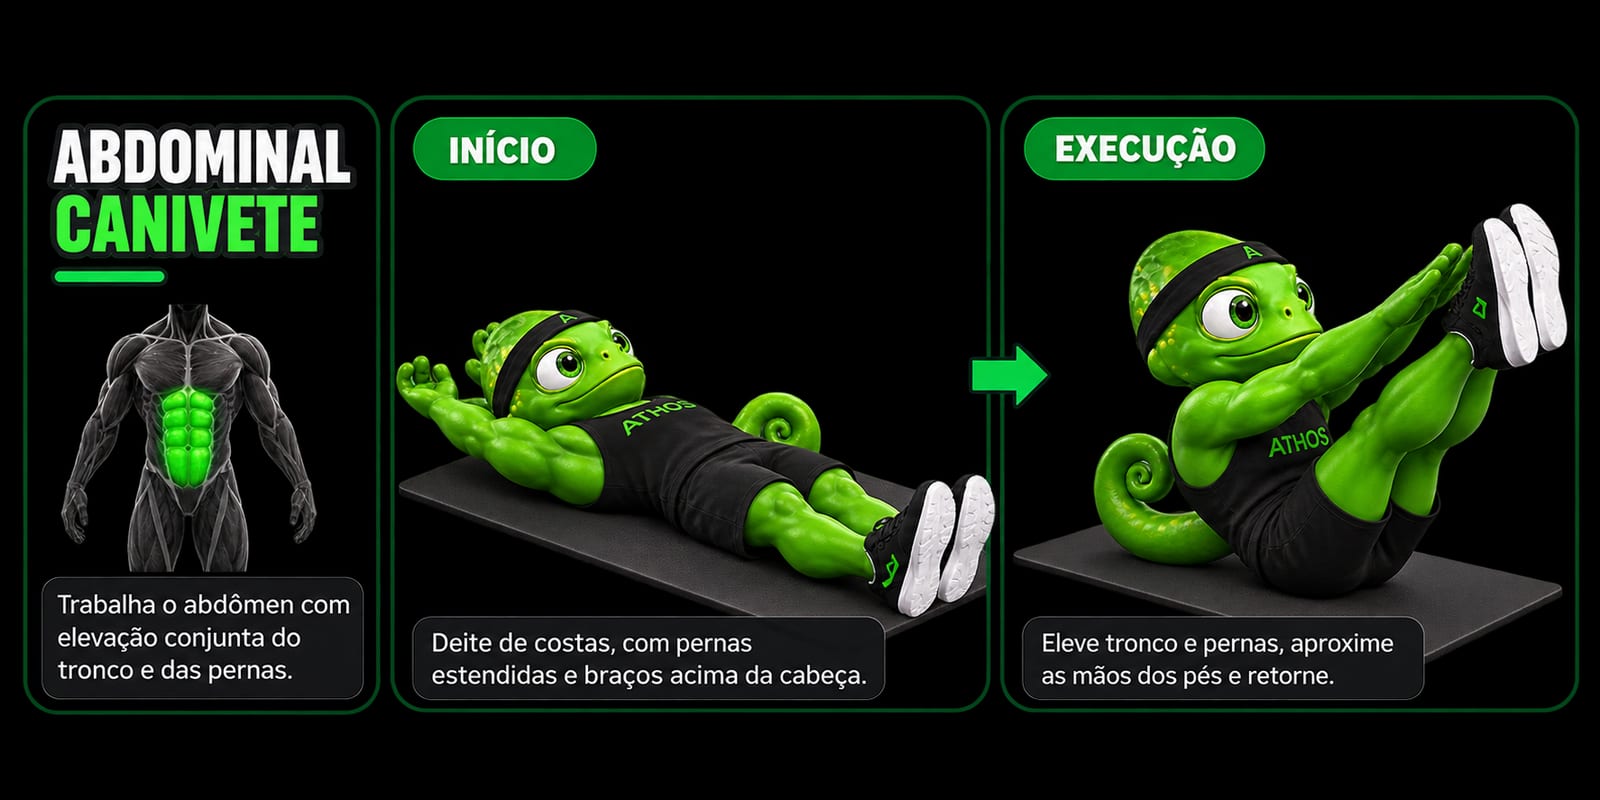 ABDOMINAL
CANIVETE
Trabalha o abdômen com
elevação conjunta do
tronco e das pernas.
INÍCIO
A
ATHOS
Deite de costas, com pernas
estendidas e braços acima da cabeça.
EXECUÇÃO
A
ATHOS
Eleve tronco e pernas, aproxime
as mãos dos pés e retorne.